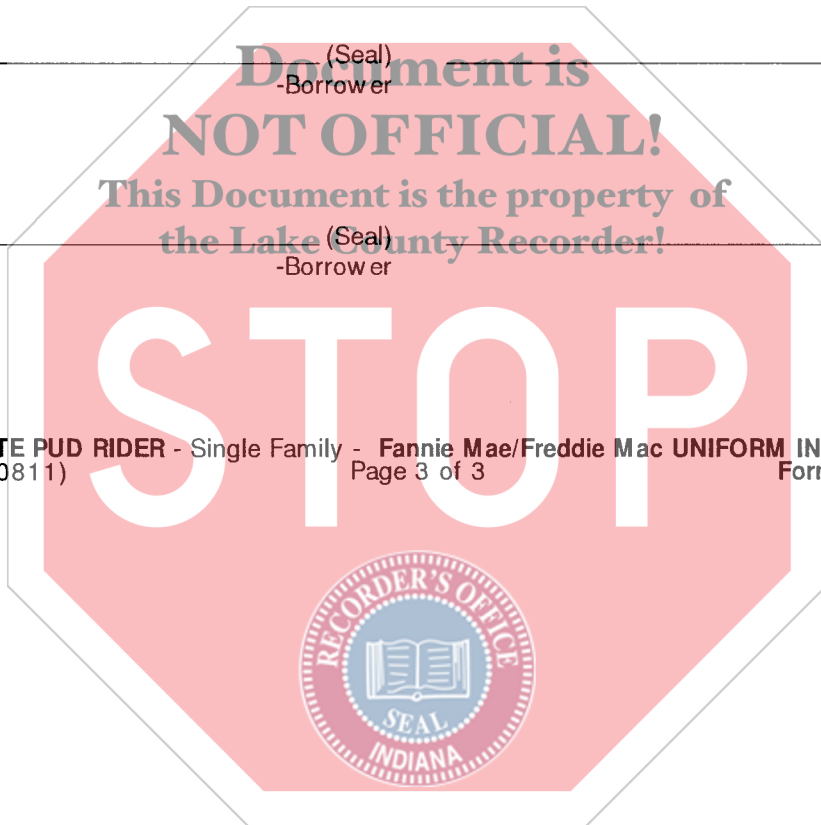 (Seal)
Document is
-Borrower
NOT OFFICIAL!
This Document is the property of
(Seal)
the Lake County Recorder!
-Borrower
STOP
TE PUD RIDER - Single Family - Fannie Mae/Freddie Mac UNIFORM IN
0811)
Page 3 of 3
Form
RECORDER'S OFFICE
SEAL
INDIANA